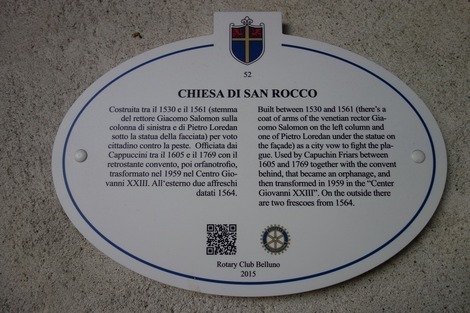 52
CHIESA DI SAN ROCCO
Costruita tra il 1530 e il 1561 (stemma
del rettore Giacomo Salomon sulla
colonna di sinistra e di Pietro Loredan
sotto la statua della facciata) per voto
cittadino contro la peste. Officiata dai
Cappuccini tra il 1605 e il 1769 con il
retrostante convento, poi orfanotrofio,
trasformato nel 1959 nel Centro Gio-
vanni XXIII. All'esterno due affreschi
datati 1564.
Built between 1530 and 1561 (there's a
coat of arms of the venetian rector Gia-
como Salomon on the left column and
one of Pietro Loredan under the statue on
the façade) as a city vow to fight the pla-
gue. Used by Capuchin Friars between
1605 and 1769 together with the convent
behind, that became an orphanage, and
then transformed in 1959 in the "Center
Giovanni XXIII". On the outside there
are two frescoes from 1564.
Rotary Club Belluno
2015